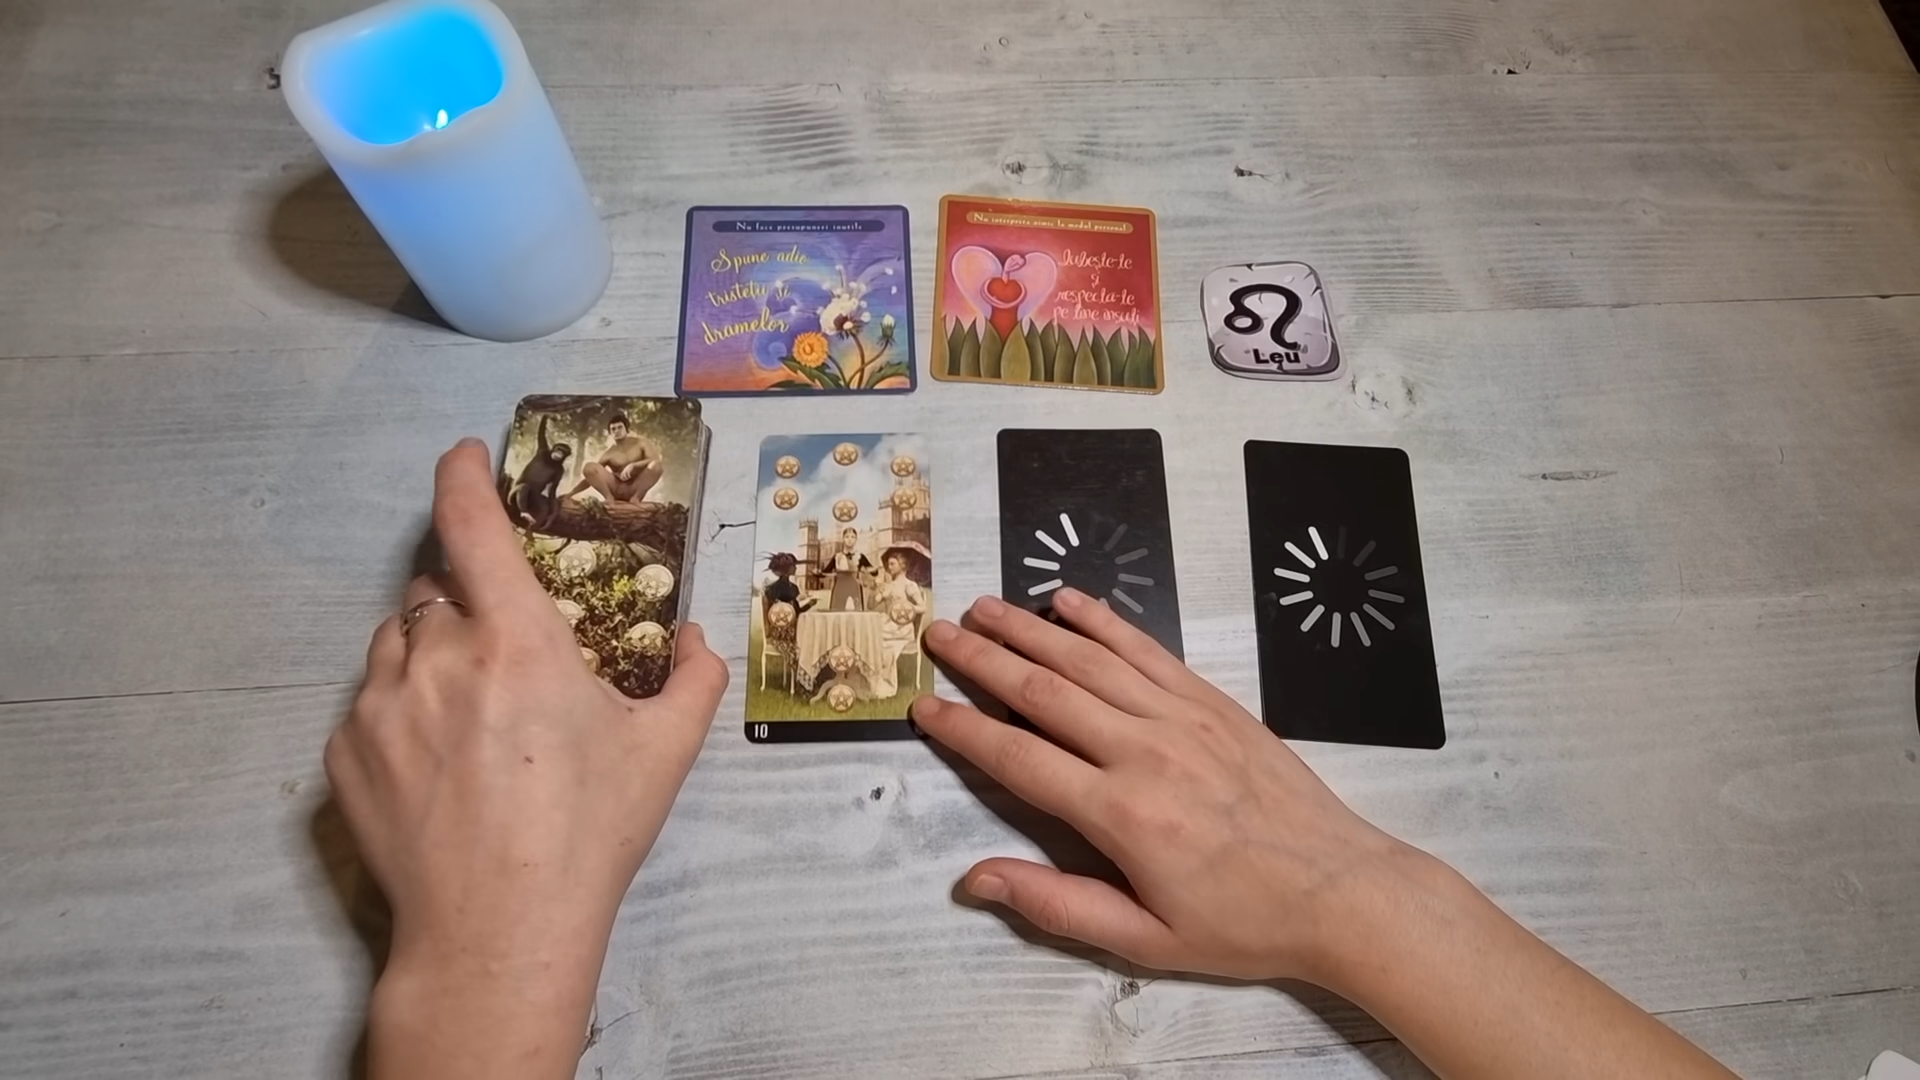 Nu face presupuneri inutile
Spune adio
tristeții și
dramelor
Nu interpreta nimic în modul personal
Iubește-te
și
respectă-te
pe tine însuți
Leu
10